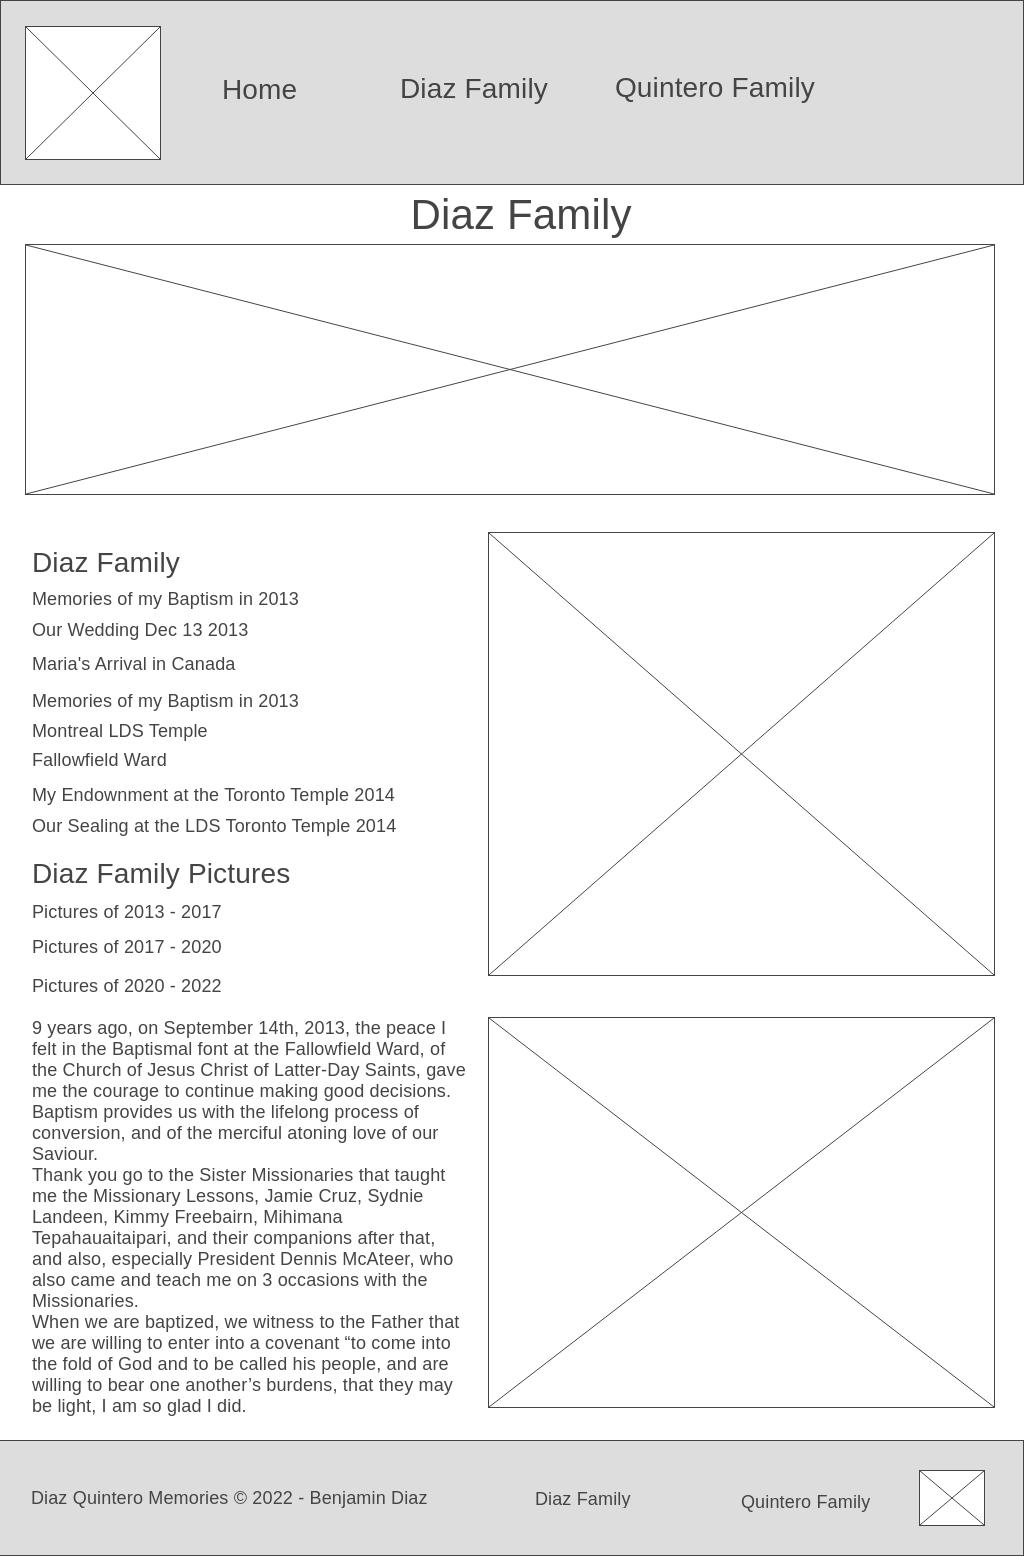 Home
Diaz Family
Quintero Family
Diaz Family
Diaz Family
Memories of my Baptism in 2013
Our Wedding Dec 13 2013
Maria's Arrival in Canada
Memories of my Baptism in 2013
Montreal LDS Temple
Fallowfield Ward
My Endownment at the Toronto Temple 2014
Our Sealing at the LDS Toronto Temple 2014
Diaz Family Pictures
Pictures of 2013 - 2017
Pictures of 2017 - 2020
Pictures of 2020 - 2022
9 years ago, on September 14th, 2013, the peace I
felt in the Baptismal font at the Fallowfield Ward, of
the Church of Jesus Christ of Latter-Day Saints, gave
me the courage to continue making good decisions.
Baptism provides us with the lifelong process of
conversion, and of the merciful atoning love of our
Saviour.
Thank you go to the Sister Missionaries that taught
me the Missionary Lessons, Jamie Cruz, Sydnie
Landeen, Kimmy Freebairn, Mihimana
Tepahauaitaipari, and their companions after that,
and also, especially President Dennis McAteer, who
also came and teach me on 3 occasions with the
Missionaries.
When we are baptized, we witness to the Father that
we are willing to enter into a covenant “to come into
the fold of God and to be called his people, and are
willing to bear one another’s burdens, that they may
be light, I am so glad I did.
Diaz Quintero Memories © 2022 - Benjamin Diaz
Diaz Family
Quintero Family